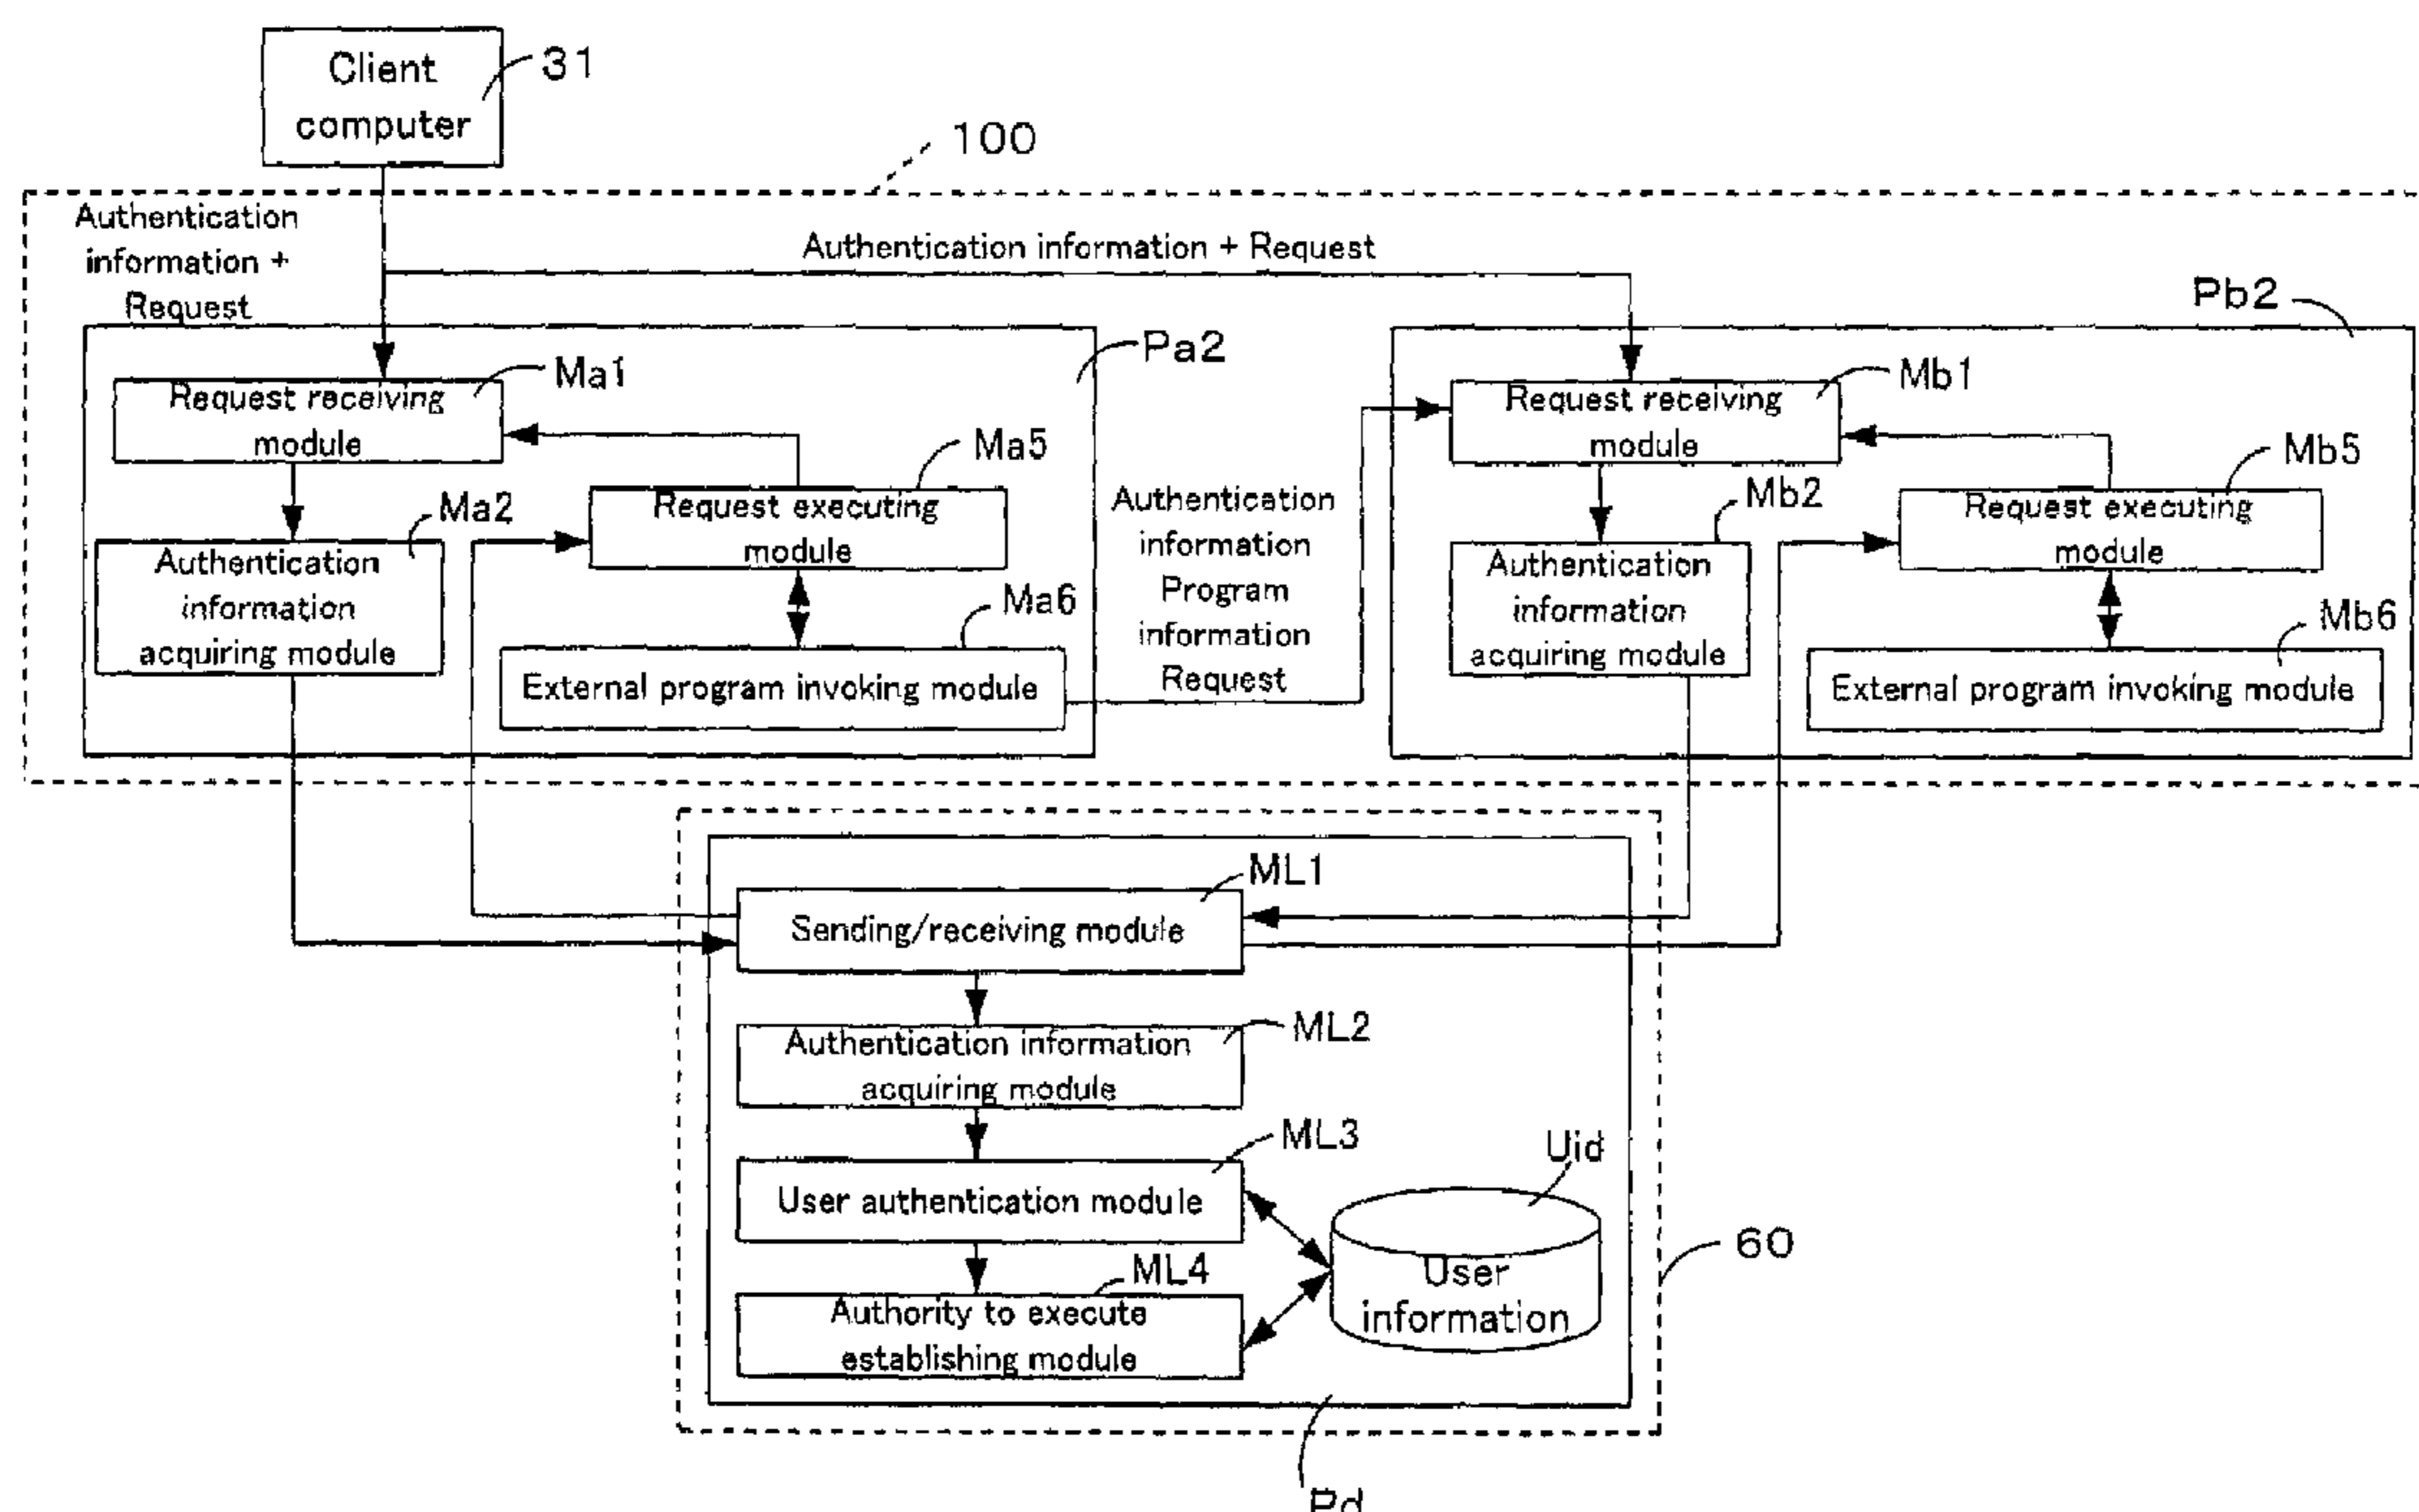 Client
computer
31
100
Authentication
information +
Request
Authentication information + Request
Pa2
Pb2
Request receiving
module
Ma1
Request executing
module
Ma5
Authentication
information
acquiring module
Ma2
External program invoking module
Ma6
Authentication
information
Program
information
Request
Request receiving
module
Mb1
Request executing
module
Mb5
Authentication
information
acquiring module
Mb2
External program invoking module
Mb6
Sending/receiving module
ML1
Authentication information
acquiring module
ML2
User authentication module
ML3
Authority to execute
establishing module
ML4
Uid
User
information
60
Pd